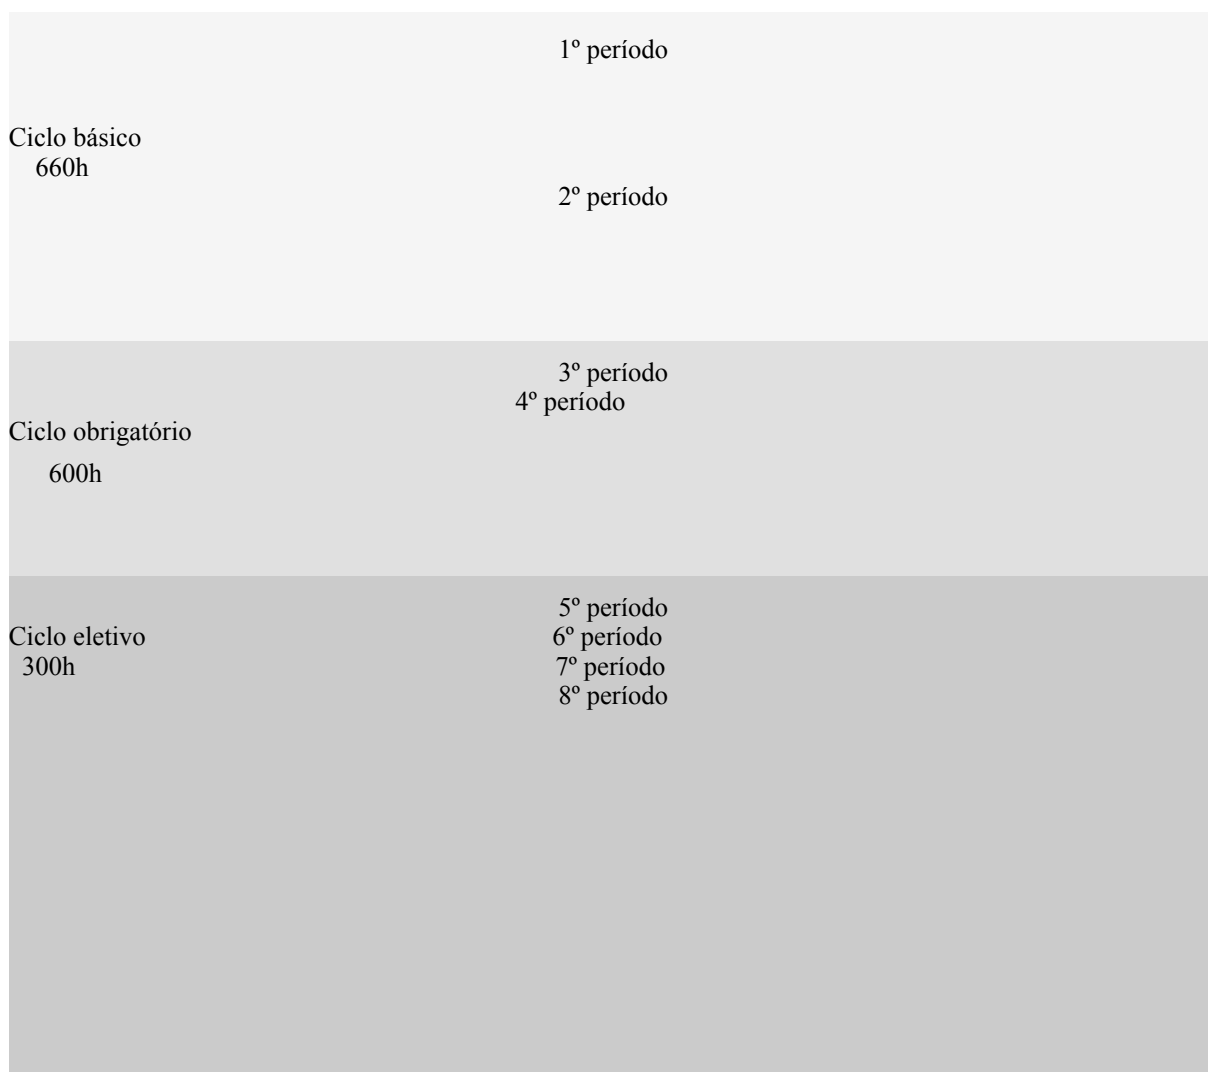 1º período
Ciclo básico
660h
2º período
3º período
4º período
Ciclo obrigatório
600h
5º período
Ciclo eletivo
6º período
300h
7º período
8º período